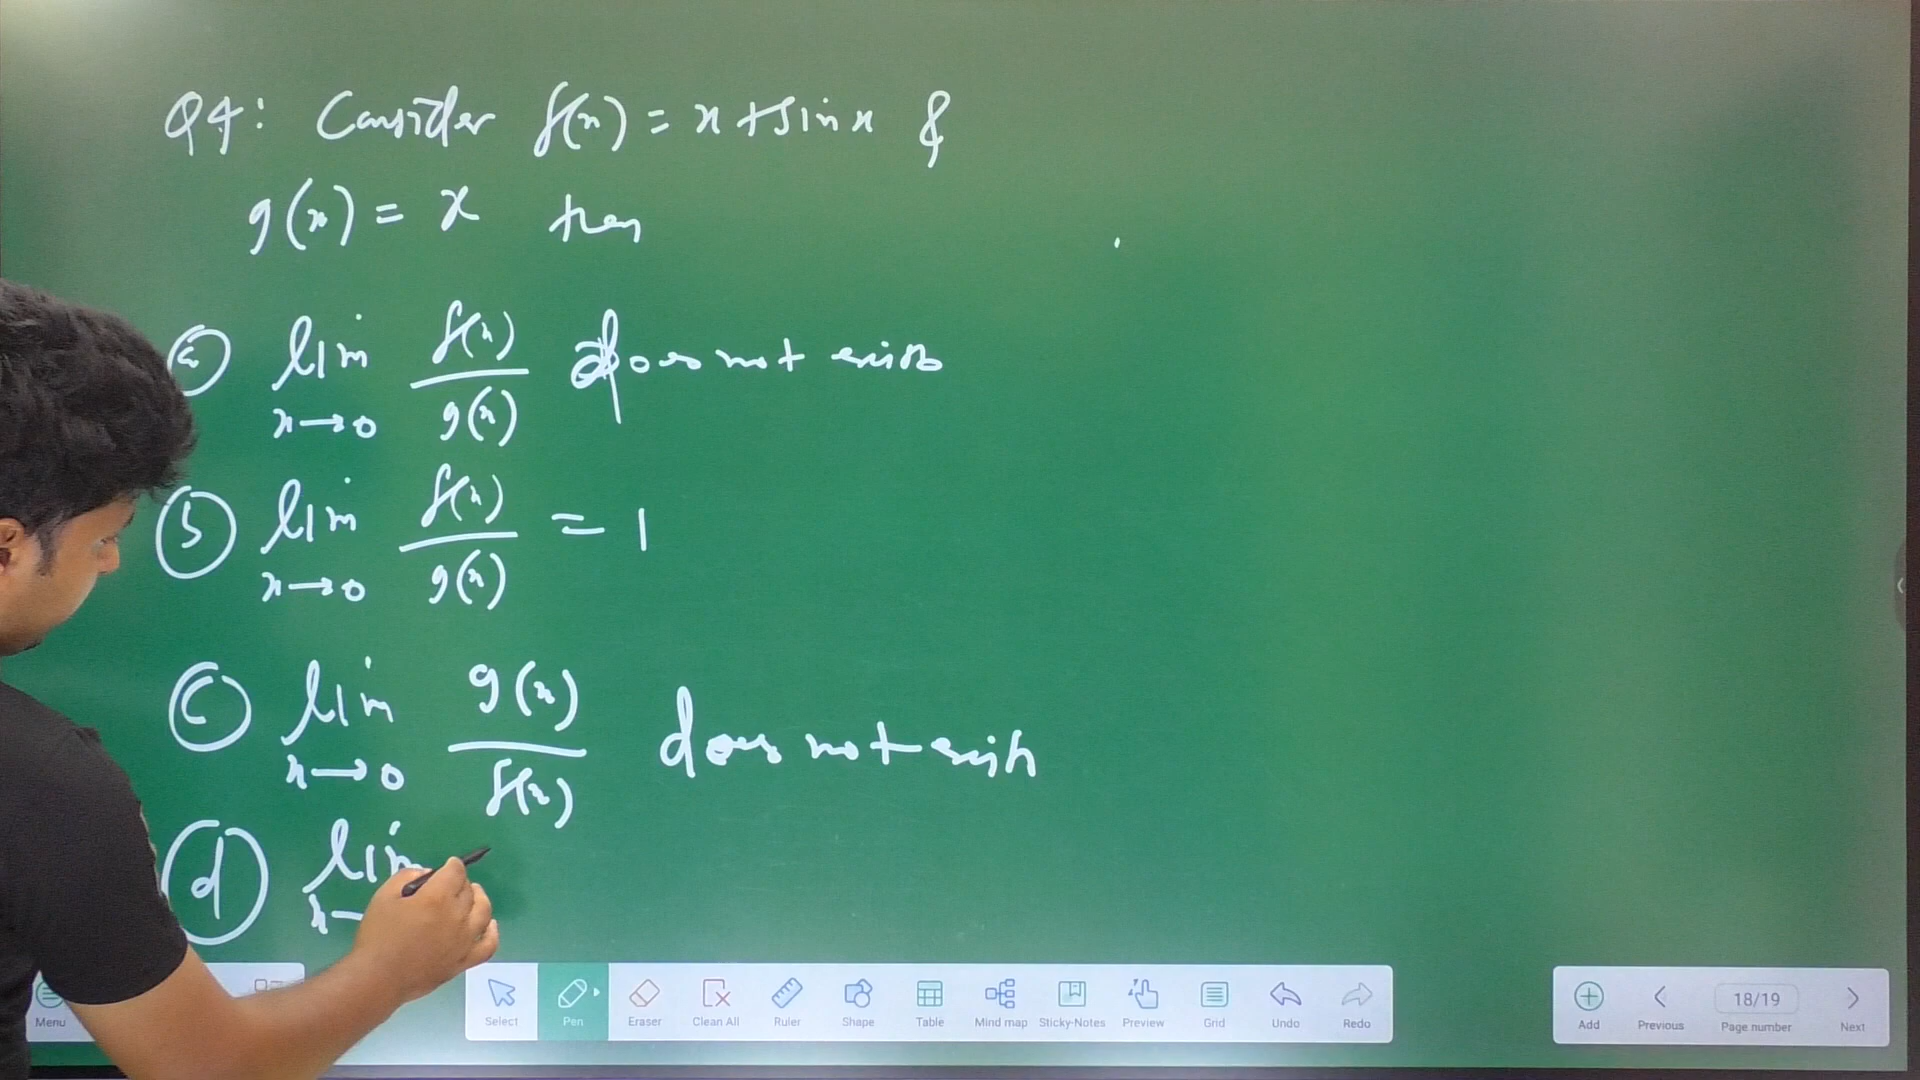 Q4: Consider f(x) = x + sin x &
g(x) = x then
(a) lim x→0 f(x)/g(x) does not exists
(b) lim x→0 f(x)/g(x) = 1
(c) lim x→0 g(x)/f(x) does not exist
(d) lim x→
Menu
Select Pen Eraser Clean All Ruler Shape Table Mind map Sticky-Notes Preview Grid Undo Redo
18/19
Add Previous Page number Next